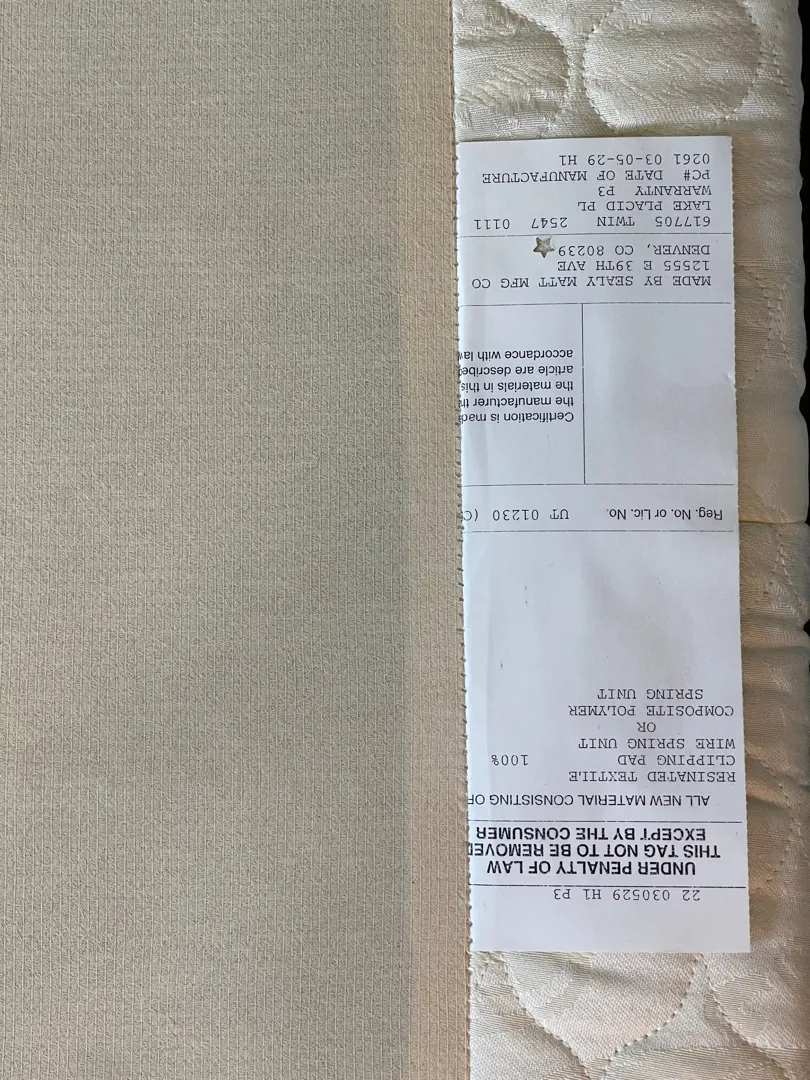 22 030529 H1 P3
UNDER PENALTY OF LAW
THIS TAG NOT TO BE REMOVED
EXCEPT BY THE CONSUMER
ALL NEW MATERIAL CONSISTING OF
RESINATED TEXTILE
CLIPPING PAD 100%
WIRE SPRING UNIT
OR
COMPOSITE POLYMER
SPRING UNIT
Reg. No. or Lic. No. UT 01230 (C
Certification is mad
the manufacturer th
the materials in this
article are described
accordance with la
MADE BY SEALY MATT MFG CO
12555 E 39TH AVE
DENVER, CO 80239
617705 TWIN 2547 0111
LAKE PLACID PL
WARRANTY P3
PC# DATE OF MANUFACTURE
0261 03-05-29 H1